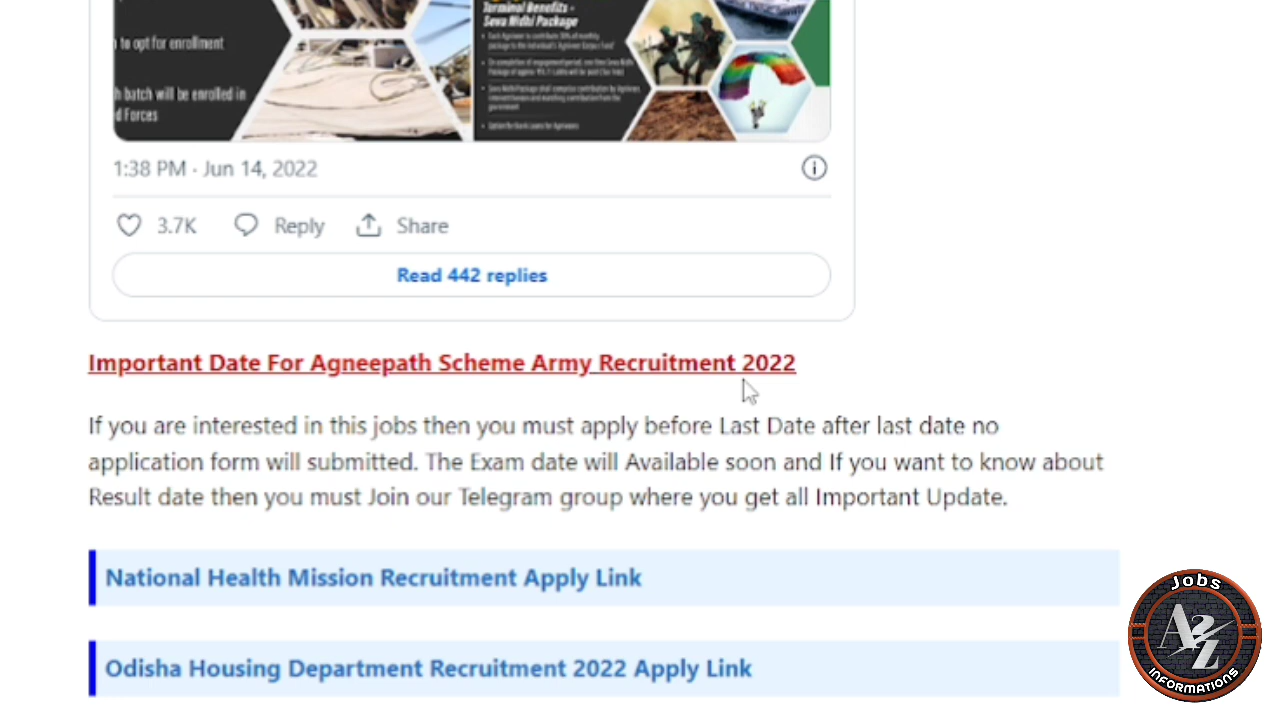 Terminal Benefits -
Seva Nidhi Package
to opt for enrollment
h batch will be enrolled in
d Forces
1:38 PM · Jun 14, 2022
3.7K Reply Share
Read 442 replies
Important Date For Agneepath Scheme Army Recruitment 2022
If you are interested in this jobs then you must apply before Last Date after last date no
application form will submitted. The Exam date will Available soon and If you want to know about
Result date then you must Join our Telegram group where you get all Important Update.
National Health Mission Recruitment Apply Link
Odisha Housing Department Recruitment 2022 Apply Link
Jobs
A2Z
INFORMATIONS